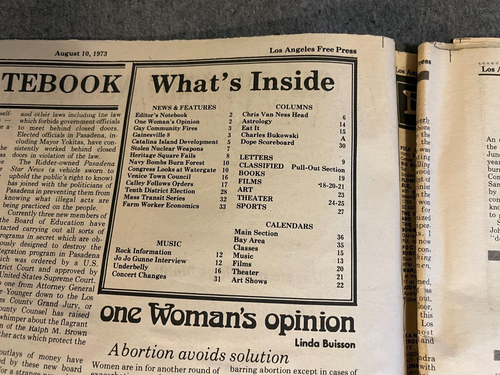 August 10, 1973
Los Angeles Free Press
TEBOOK
What's Inside
and other laws including the law
which forbids government officials
to meet behind closed doors.
Elected officials in Pasadena, in-
cluding Mayor Yokaitis, have con-
sistently worked behind closed
doors in violation of the law.
The Ridder-owned Pasadena
Star News (a vehicle sworn to
uphold the public's right to know)
has joined with the politicians of
Pasadena in preventing them from
knowing what illegal acts are
being practiced on the people.
Currently three new members of
the Board of Education have
started carrying out all sorts of
programs in secret which are ob-
viously designed to destroy the
integration program in Pasadena
which was ordered by a U.S.
District Court and approved by
United States Supreme Court.
one from Attorney General
Younger down to the Los
County Grand Jury, or
County Counsel has raised
whimper about the flagrant
of the Ralph M. Brown
other acts which protect the
outlays of money have
by these new board
NEWS & FEATURES
Editor's Notebook 2
One Woman's Opinion 2
Gay Community Fires 3
Gainesville 8
Catalina Island Development 5
Stolen Nuclear Weapons 7
Heritage Square Fails 8
Navy Bombs Burn Forest 10
Congress Looks at Watergate 10
Venice Town Council 16
Calley Follows Orders 17
Tenth District Election 28
Mass Transit Series 32
Farm Worker Economics 33
MUSIC
Rock Information 12
Jo Jo Gunne Interview 12
Underbelly 16
Concert Changes 31
COLUMNS
Chris Van Ness Head 6
Astrology 14
Eat It 15
Charles Bukowski A
Dope Scoreboard 30
LETTERS 9
CLASSIFIED Pull-Out Section
BOOKS 19
FILMS 18-20-21
ART 23
THEATER 24-25
SPORTS 27
CALENDARS
Main Section 36
Bay Area 35
Classes 15
Music 13
Films 20
Theater 21
Art Shows 22
one Woman's opinion
Linda Buisson
Abortion avoids solution
Women are in for another round of
barring abortion except in cases of